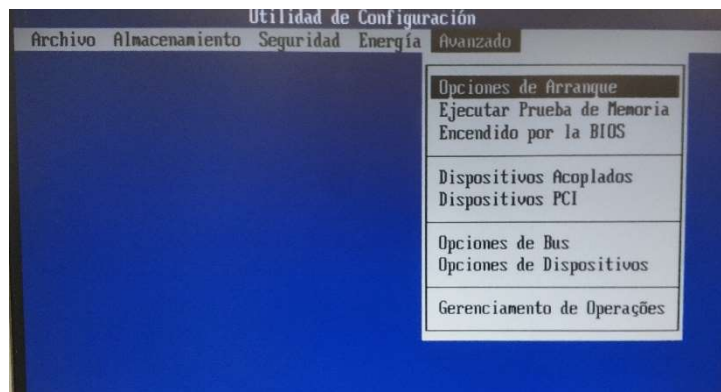 Utilidad de Configuración
Archivo Almacenamiento Seguridad Energía Avanzado
Opciones de Arranque
Ejecutar Prueba de Memoria
Encendido por la BIOS
Dispositivos Acoplados
Dispositivos PCI
Opciones de Bus
Opciones de Dispositivos
Gerenciamento de Operações